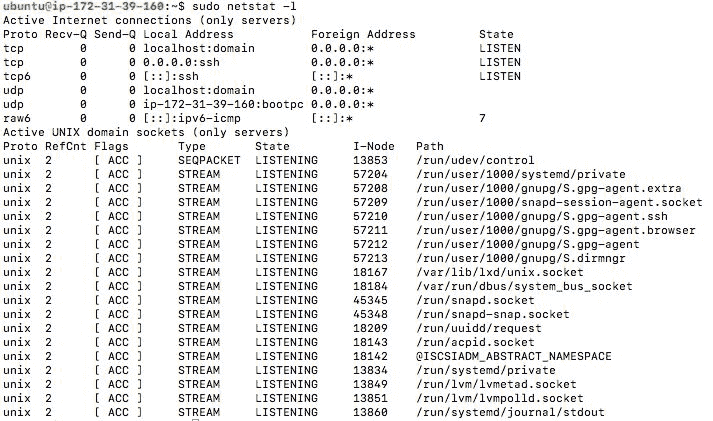 ubuntu@ip-172-31-39-160:~$ sudo netstat -l
Active Internet connections (only servers)
Proto Recv-Q Send-Q Local Address           Foreign Address         State
tcp        0      0 localhost:domain        0.0.0.0:*               LISTEN
tcp        0      0 0.0.0.0:ssh             0.0.0.0:*               LISTEN
tcp6       0      0 [::]:ssh                [::]:*                  LISTEN
udp        0      0 localhost:domain        0.0.0.0:*
udp        0      0 ip-172-31-39-160:bootpc 0.0.0.0:*
raw6       0      0 [::]:ipv6-icmp          [::]:*                  7
Active UNIX domain sockets (only servers)
Proto RefCnt Flags       Type       State         I-Node   Path
unix  2      [ ACC ]     SEQPACKET  LISTENING     13853    /run/udev/control
unix  2      [ ACC ]     STREAM     LISTENING     57204    /run/user/1000/systemd/private
unix  2      [ ACC ]     STREAM     LISTENING     57208    /run/user/1000/gnupg/S.gpg-agent.extra
unix  2      [ ACC ]     STREAM     LISTENING     57209    /run/user/1000/snapd-session-agent.socket
unix  2      [ ACC ]     STREAM     LISTENING     57210    /run/user/1000/gnupg/S.gpg-agent.ssh
unix  2      [ ACC ]     STREAM     LISTENING     57211    /run/user/1000/gnupg/S.gpg-agent.browser
unix  2      [ ACC ]     STREAM     LISTENING     57212    /run/user/1000/gnupg/S.gpg-agent
unix  2      [ ACC ]     STREAM     LISTENING     57213    /run/user/1000/gnupg/S.dirmngr
unix  2      [ ACC ]     STREAM     LISTENING     18167    /var/lib/lxd/unix.socket
unix  2      [ ACC ]     STREAM     LISTENING     18184    /var/run/dbus/system_bus_socket
unix  2      [ ACC ]     STREAM     LISTENING     45345    /run/snapd.socket
unix  2      [ ACC ]     STREAM     LISTENING     45348    /run/snapd-snap.socket
unix  2      [ ACC ]     STREAM     LISTENING     18209    /run/uuidd/request
unix  2      [ ACC ]     STREAM     LISTENING     18143    /run/acpid.socket
unix  2      [ ACC ]     STREAM     LISTENING     18142    @ISCSIADM_ABSTRACT_NAMESPACE
unix  2      [ ACC ]     STREAM     LISTENING     13834    /run/systemd/private
unix  2      [ ACC ]     STREAM     LISTENING     13849    /run/lvm/lvmetad.socket
unix  2      [ ACC ]     STREAM     LISTENING     13851    /run/lvm/lvmpolld.socket
unix  2      [ ACC ]     STREAM     LISTENING     13860    /run/systemd/journal/stdout